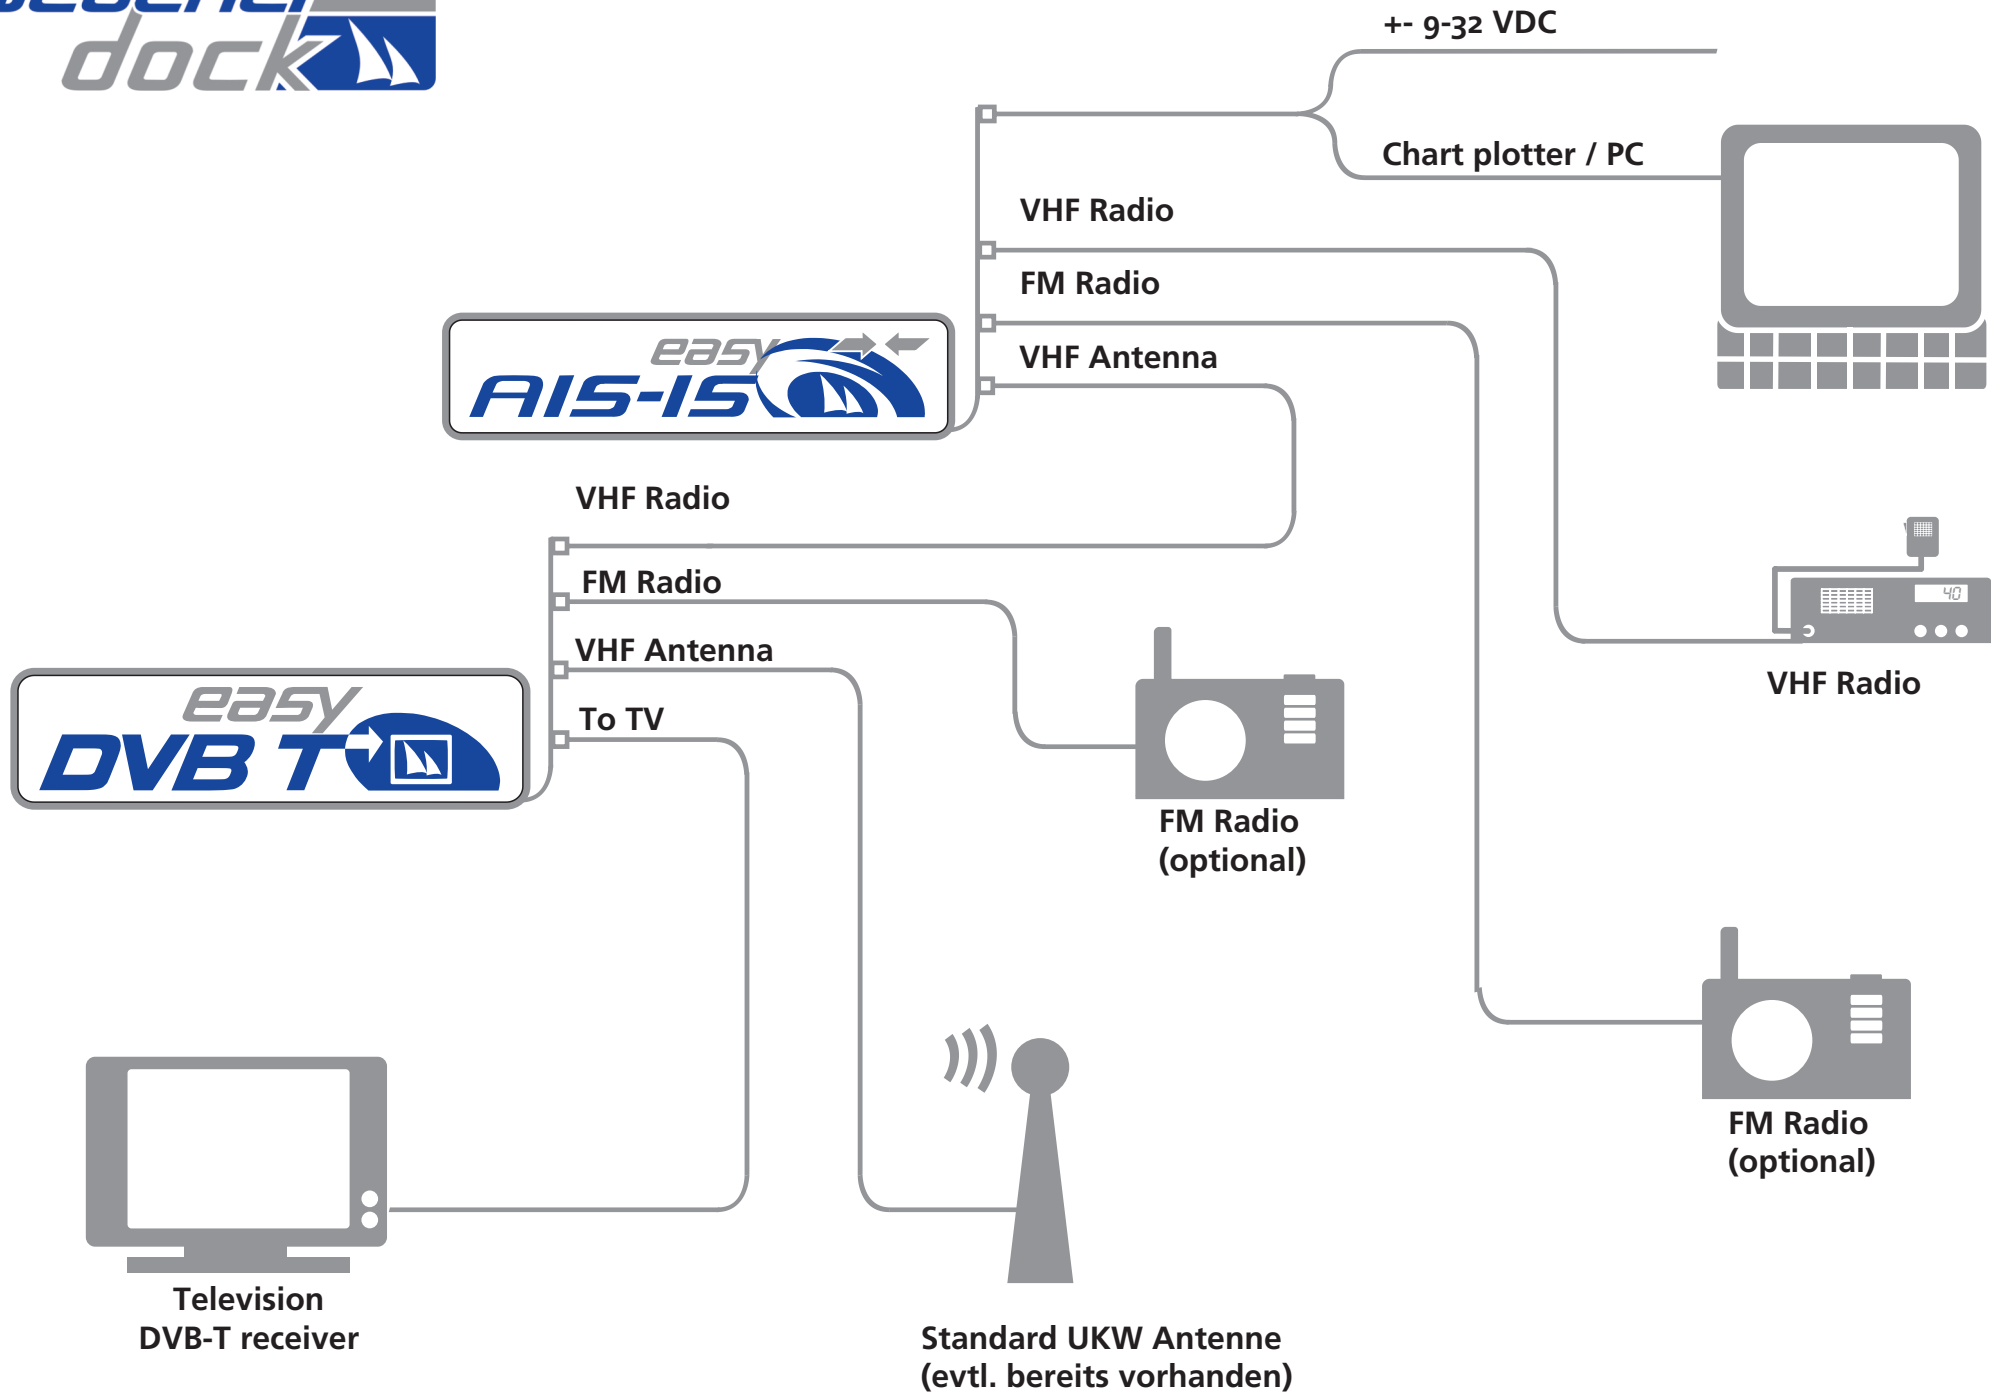 dock
+- 9-32 VDC
Chart plotter / PC
VHF Radio
FM Radio
VHF Antenna
easy
AIS-IS
VHF Radio
FM Radio
VHF Antenna
To TV
easy
DVB T
40
VHF Radio
FM Radio
(optional)
FM Radio
(optional)
Television
DVB-T receiver
Standard UKW Antenne
(evtl. bereits vorhanden)